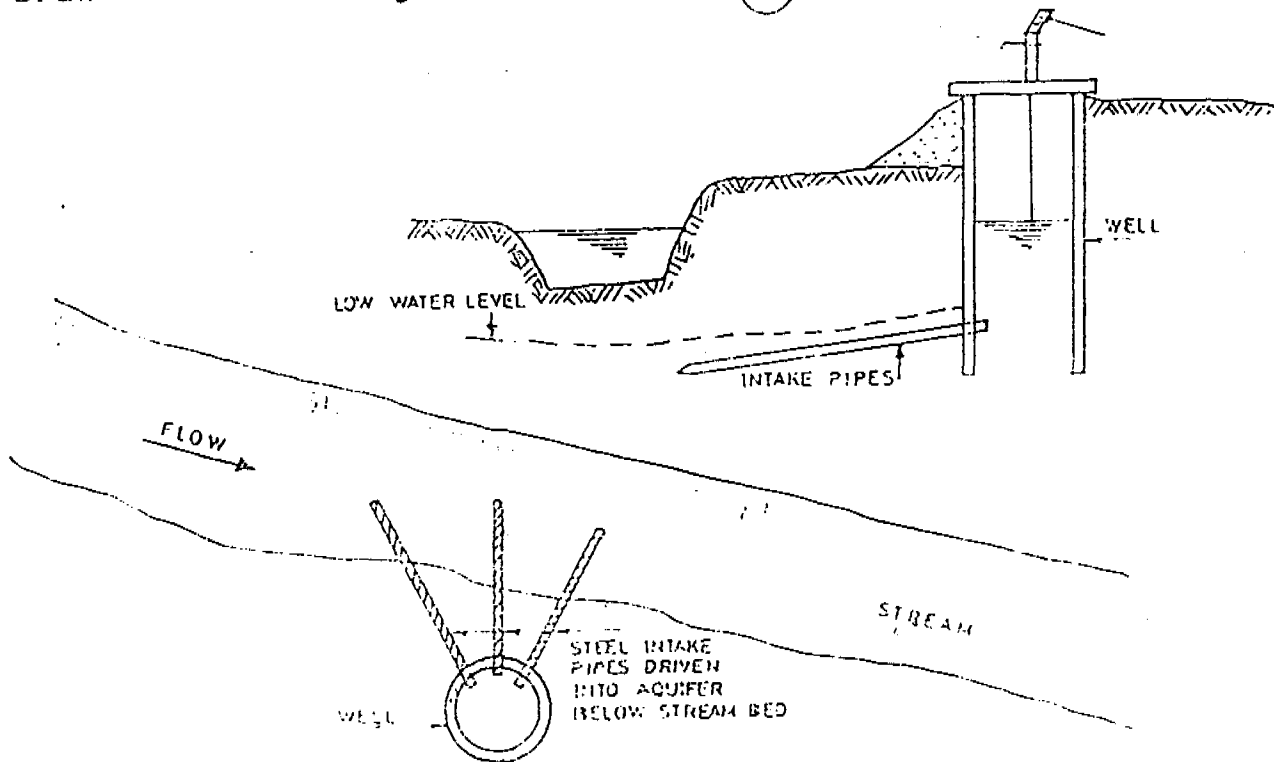 WELL
LOW WATER LEVEL
INTAKE PIPES
FLOW
STREAM
STEEL INTAKE
PIPES DRIVEN
INTO AQUIFER
BELOW STREAM BED
WELL